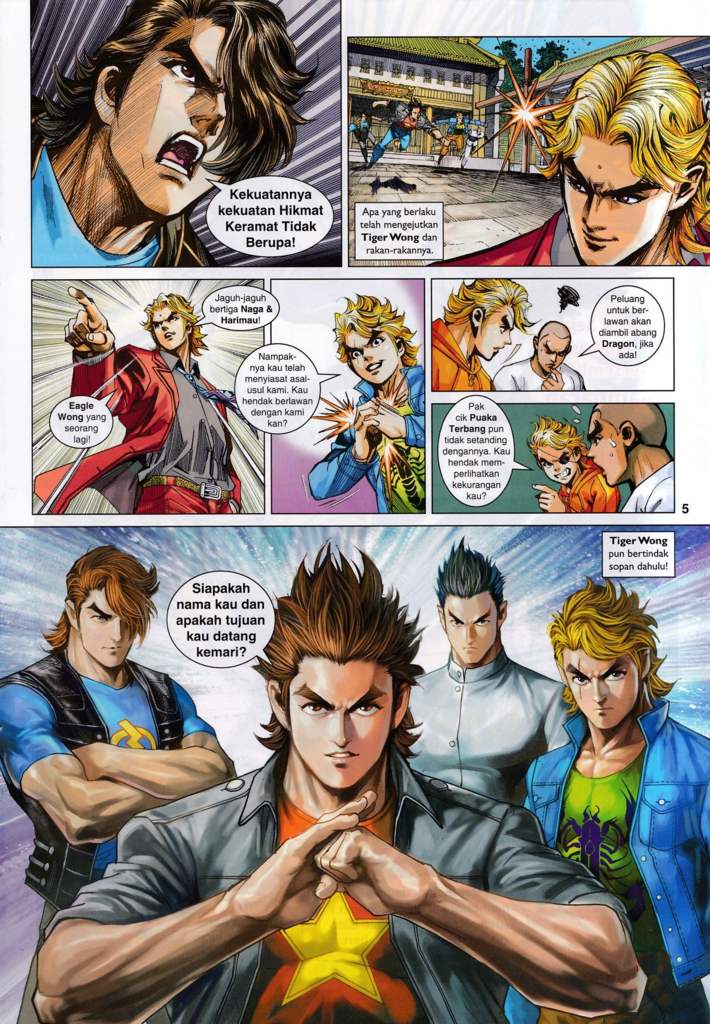 Kekuatannya
kekuatan Hikmat
Keramat Tidak
Berupa!
Apa yang berlaku
telah mengejutkan
Tiger Wong dan
rakan-rakannya.
Jaguh-jaguh
bertiga Naga &
Harimau!
Eagle
Wong yang
seorang
lagi!
Nampak-
nya kau telah
menyiasat asal-
usul kami. Kau
hendak berlawan
dengan kami
kan?
Peluang
untuk ber-
lawan akan
diambil abang
Dragon, jika
ada!
Pak
cik Puaka
Terbang pun
tidak setanding
dengannya. Kau
hendak mem-
perlihatkan
kekurangan
kau?
5
Tiger Wong
pun bertindak
sopan dahulu!
Siapakah
nama kau dan
apakah tujuan
kau datang
kemari?